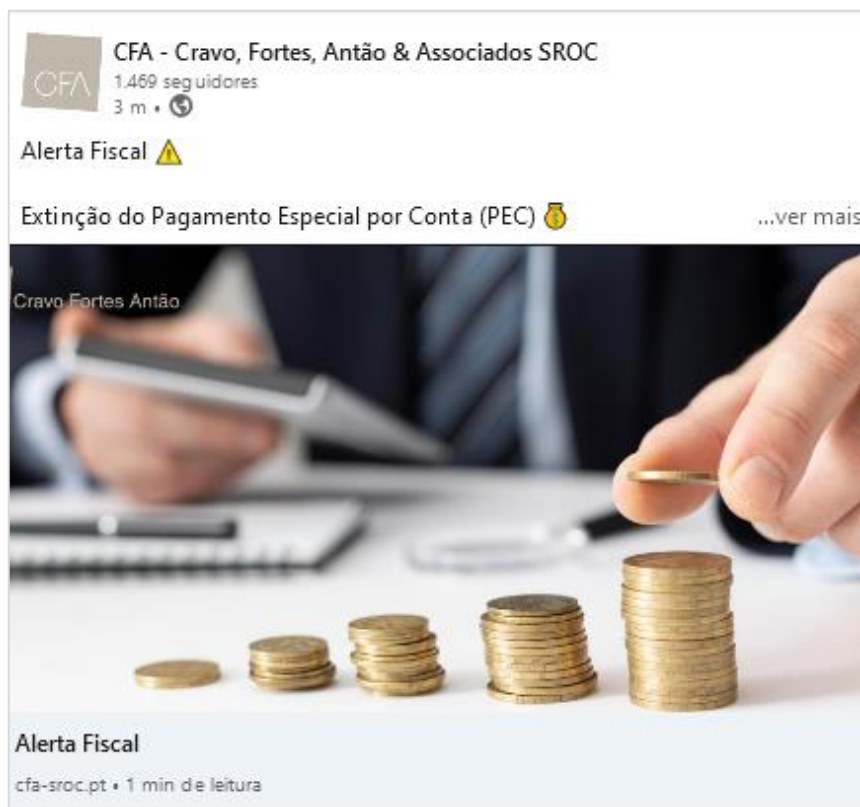 CFA
CFA - Cravo, Fortes, Antão & Associados SROC
1.469 seguidores
3 m •
Alerta Fiscal ⚠️
Extinção do Pagamento Especial por Conta (PEC) 💰 ...ver mais
Cravo Fortes Antão
Alerta Fiscal
cfa-sroc.pt • 1 min de leitura